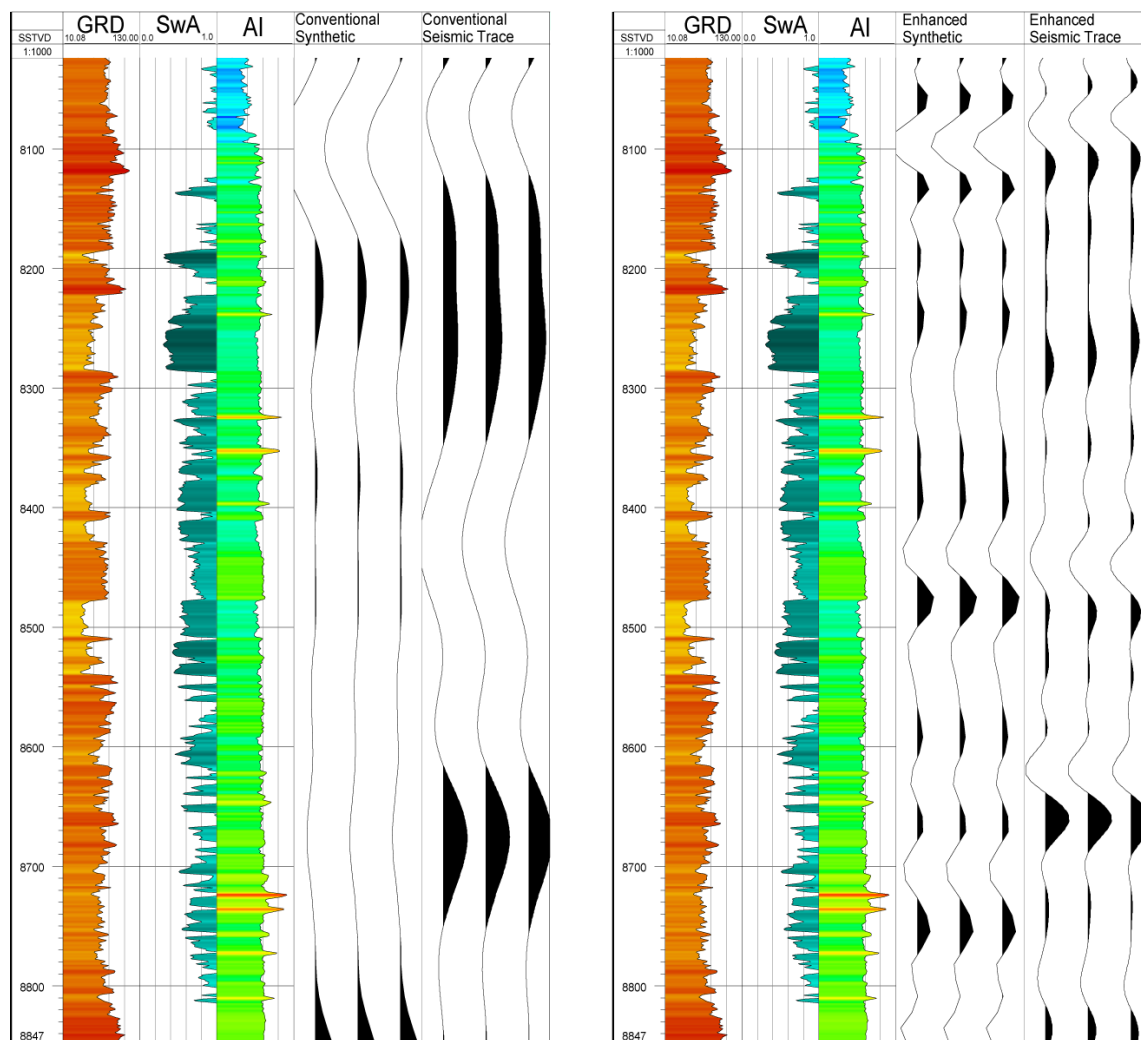 GRD
SwA
AI
Conventional
Synthetic
Conventional
Seismic Trace
SSTVD
10.08
130.00
0.0
1.0
1:1000
8100
8200
8300
8400
8500
8600
8700
8800
8847
GRD
SwA
AI
Enhanced
Synthetic
Enhanced
Seismic Trace
SSTVD
10.08
130.00
0.0
1.0
1:1000
8100
8200
8300
8400
8500
8600
8700
8800
8847